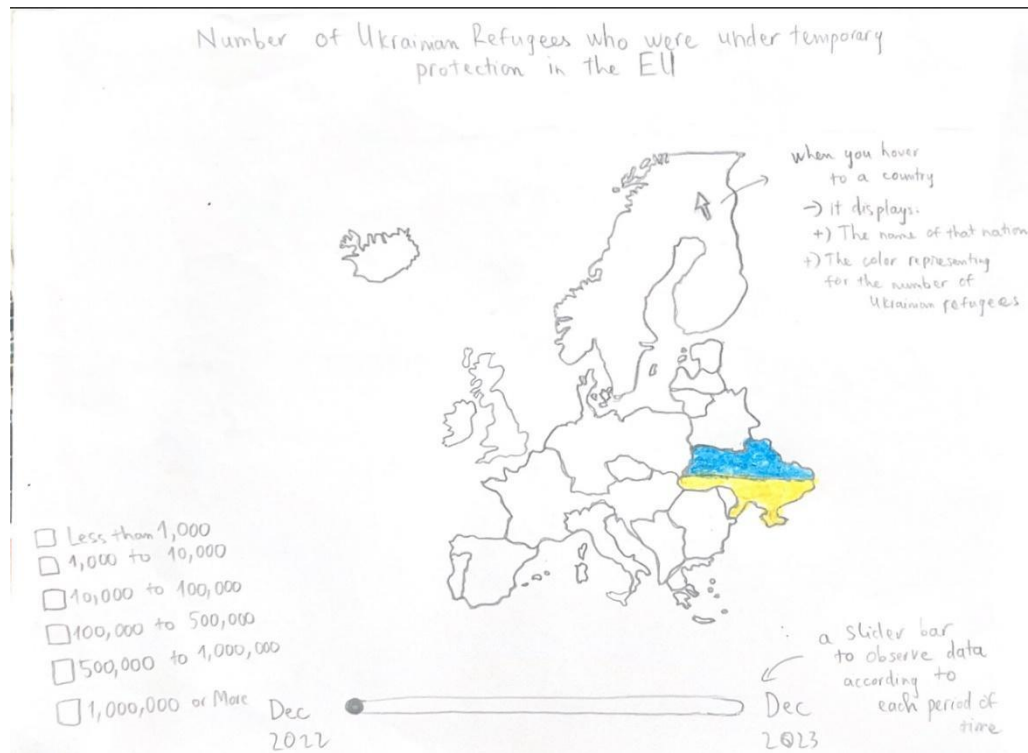 Number of Ukrainian Refugees who were under temporary
protection in the EU
when you hover
to a country
→ it displays.
+) The name of that nation
+) The color representing
for the number of
Ukrainian refugees
Less than 1,000
1,000 to 10,000
10,000 to 100,000
100,000 to 500,000
500,000 to 1,000,000
1,000,000 or More
a slider bar
to observe data
according to
each period of
time
Dec
2022
Dec
2023